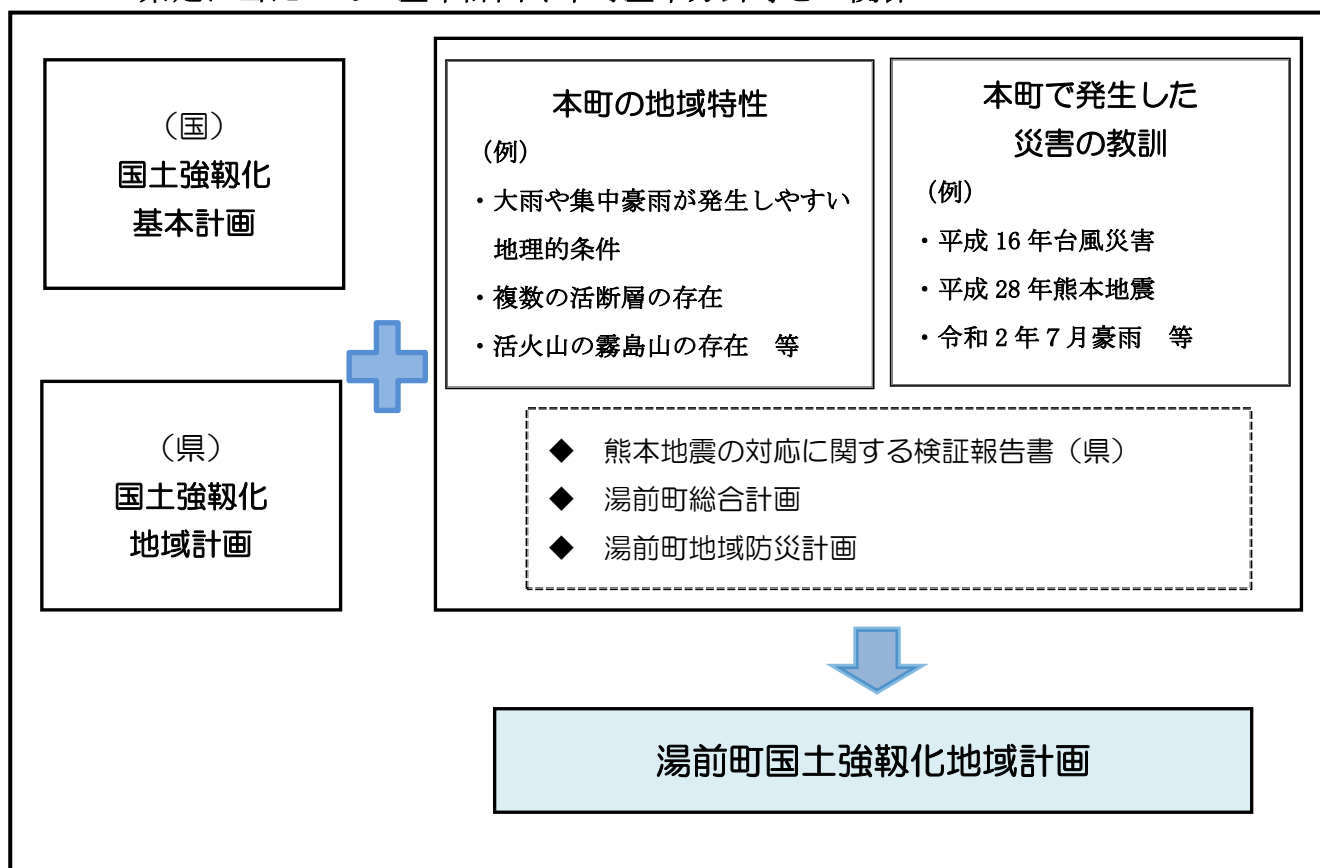 （国）
国土強靱化
基本計画
（県）
国土強靱化
地域計画
本町の地域特性
（例）
・大雨や集中豪雨が発生しやすい
地理的条件
・複数の活断層の存在
・活火山の霧島山の存在　等
本町で発生した
災害の教訓
（例）
・平成 16 年台風災害
・平成 28 年熊本地震
・令和 2 年 7 月豪雨　等
◆　熊本地震の対応に関する検証報告書（県）
◆　湯前町総合計画
◆　湯前町地域防災計画
湯前町国土強靱化地域計画